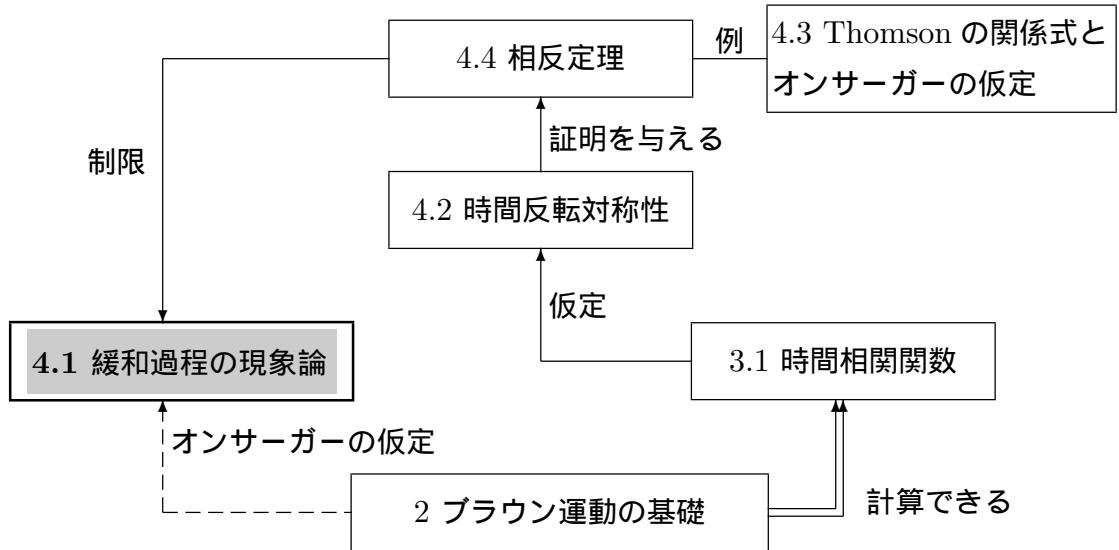 4.4 相反定理
例
4.3 Thomson の関係式と
オンサーガーの仮定
制限
証明を与える
4.2 時間反転対称性
仮定
4.1 緩和過程の現象論
3.1 時間相関関数
オンサーガーの仮定
2 ブラウン運動の基礎
計算できる